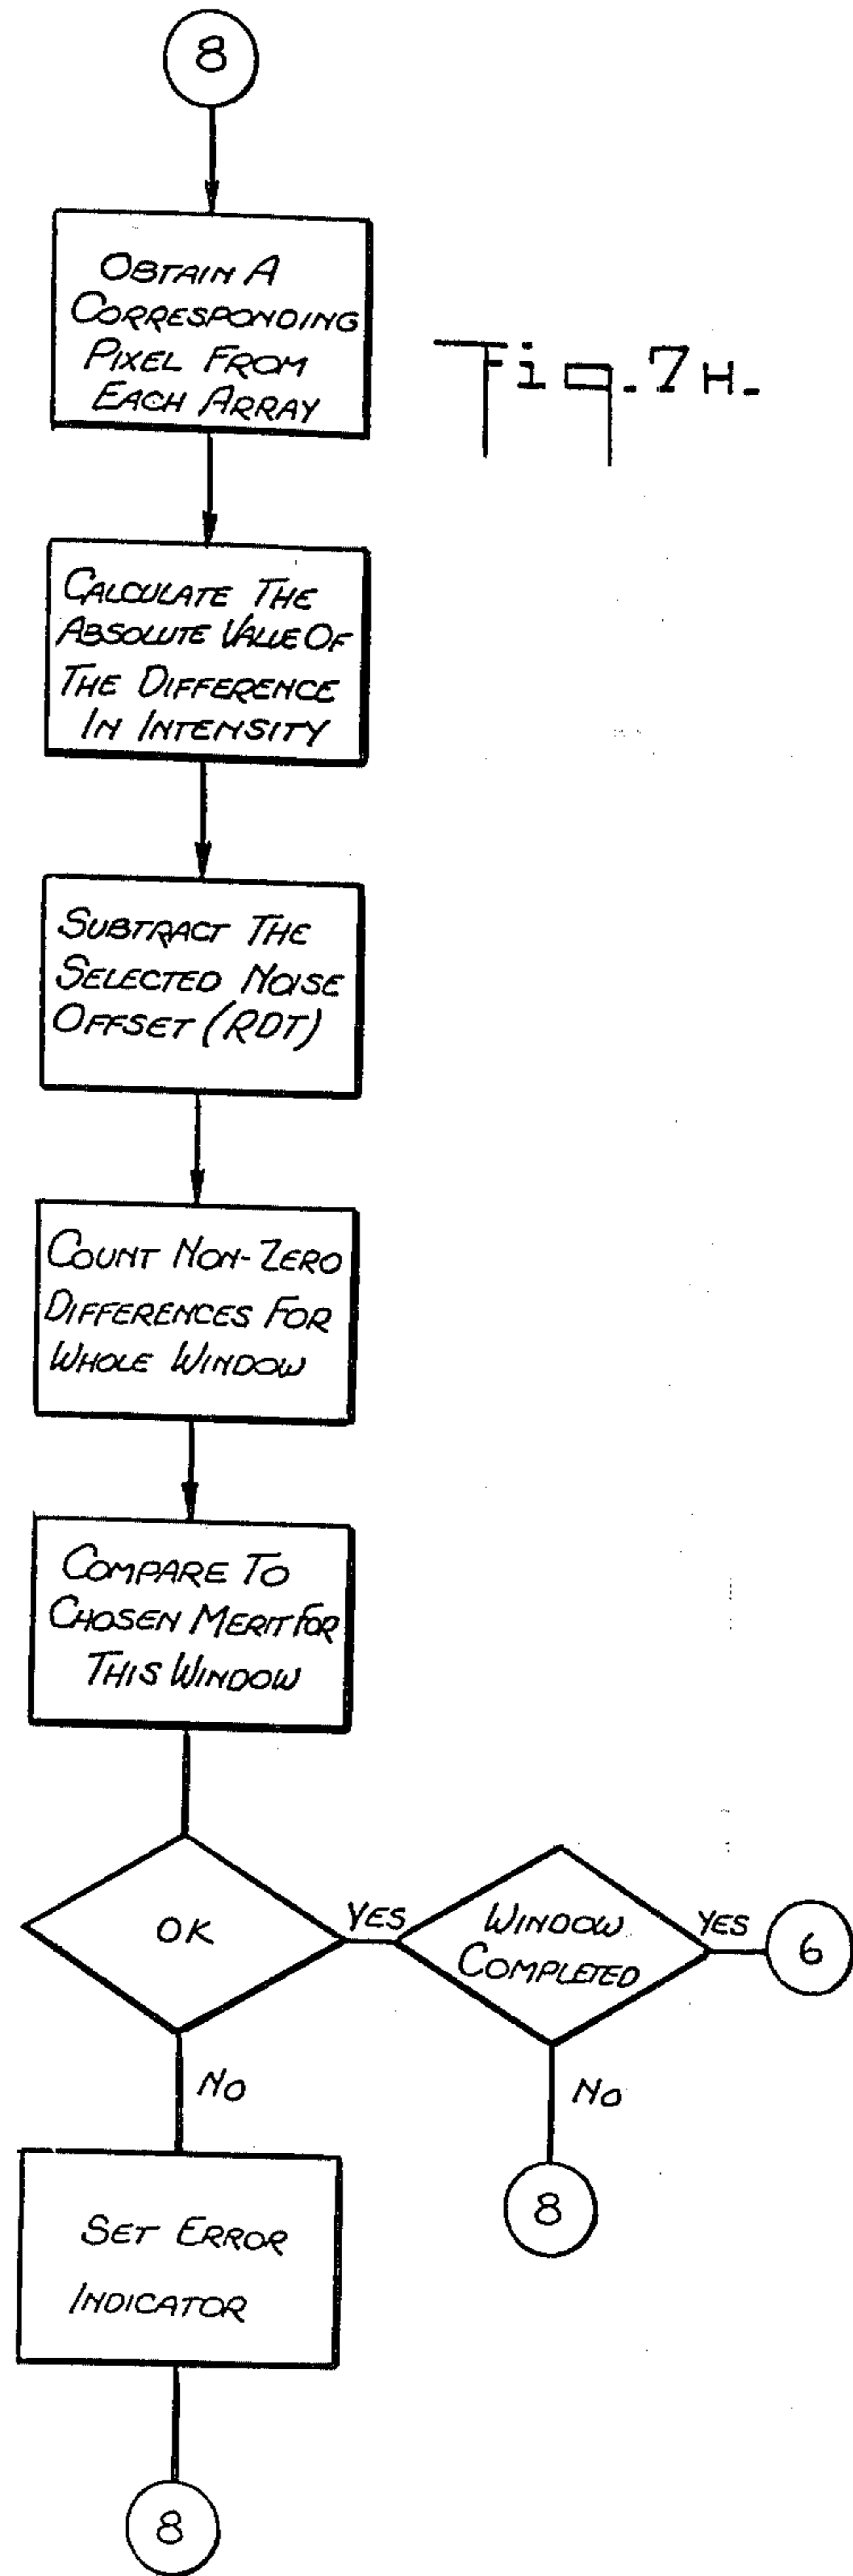 8
OBTAIN A
CORRESPONDING
PIXEL FROM
EACH ARRAY
Fig. 7H.
CALCULATE THE
ABSOLUTE VALUE OF
THE DIFFERENCE
IN INTENSITY
SUBTRACT THE
SELECTED NOISE
OFFSET (RDT)
COUNT NON-ZERO
DIFFERENCES FOR
WHOLE WINDOW
COMPARE TO
CHOSEN MERIT FOR
THIS WINDOW
OK
YES
WINDOW
COMPLETED
YES
6
NO
NO
8
SET ERROR
INDICATOR
8